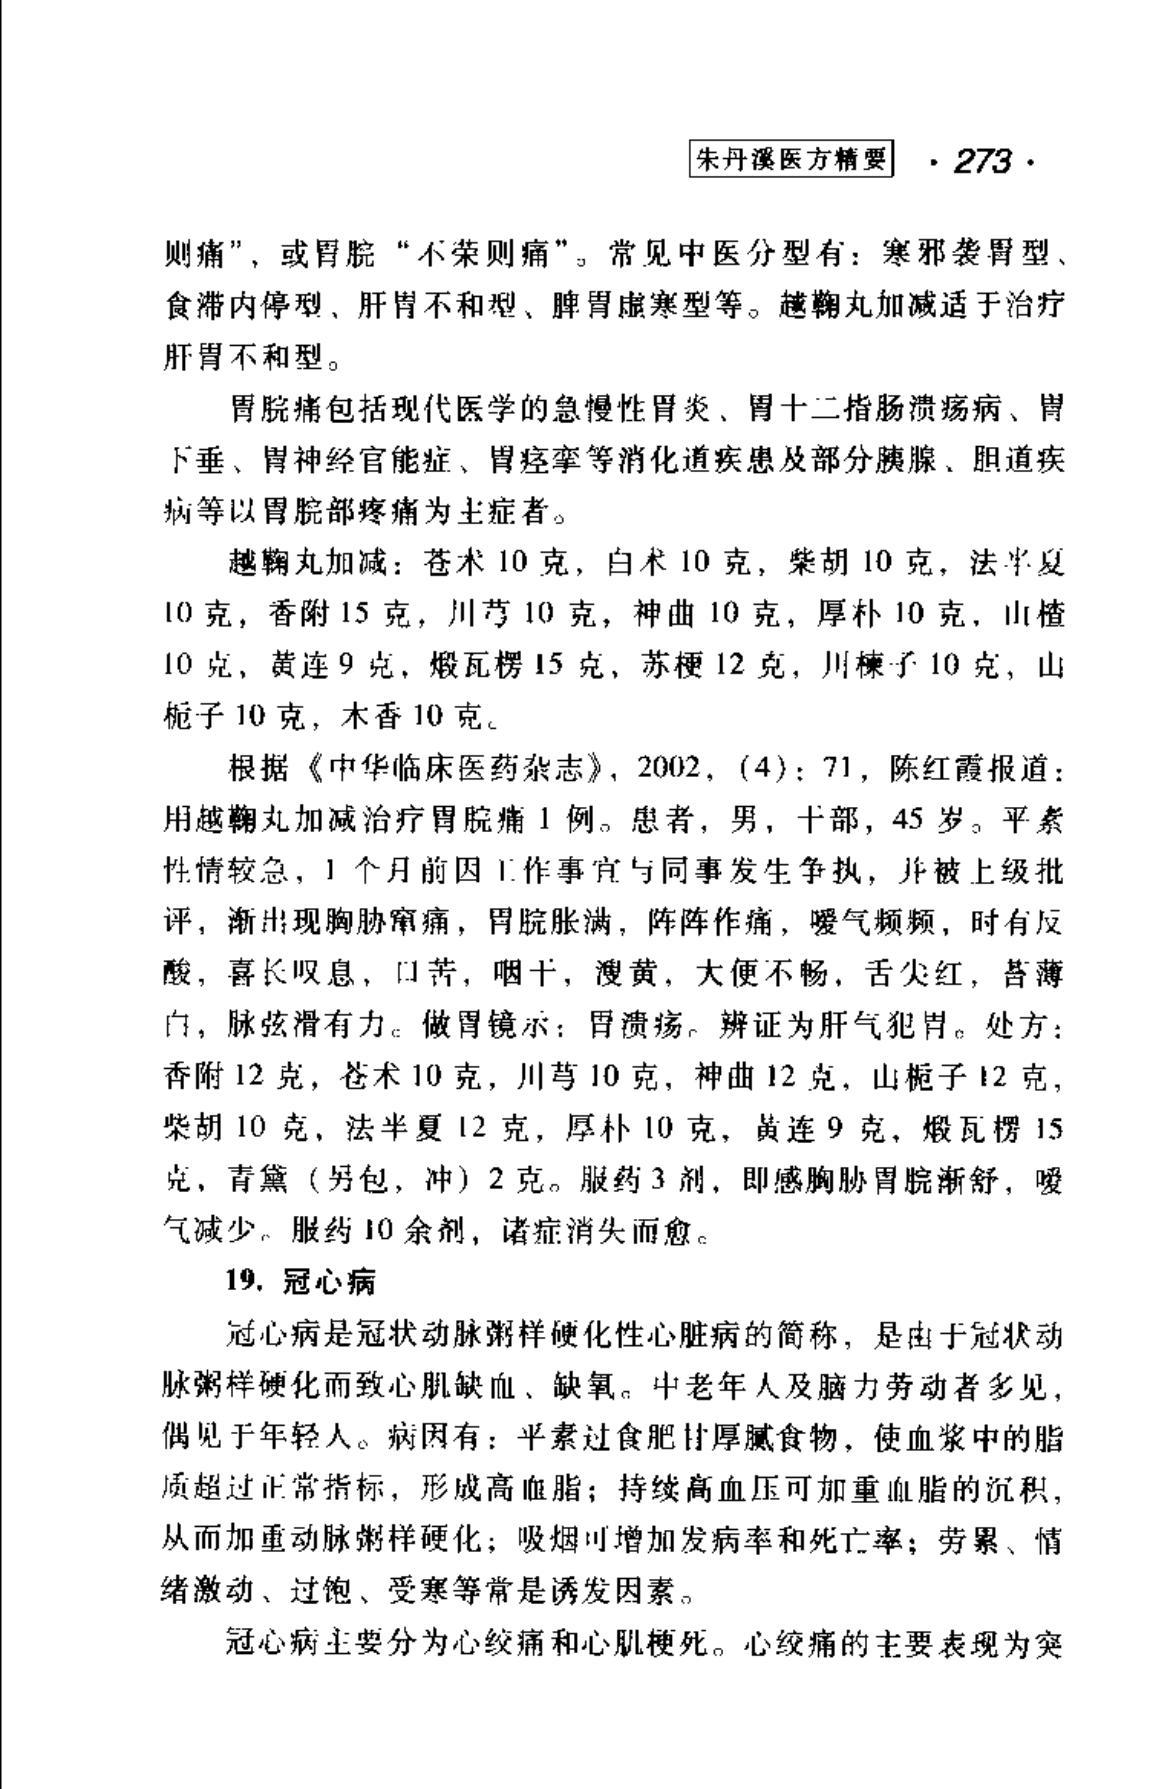 朱丹溪医方精要 ·273·
则痛”，或胃脘“不荣则痛”。常见中医分型有：寒邪袭胃型、
食滞内停型、肝胃不和型、脾胃虚寒型等。越鞠丸加减适于治疗
肝胃不和型。
胃脘痛包括现代医学的急慢性胃炎、胃十二指肠溃疡病、胃
下垂、胃神经官能症、胃痉挛等消化道疾患及部分胰腺、胆道疾
病等以胃脘部疼痛为主症者。
越鞠丸加减：苍术 10 克，白术 10 克，柴胡 10 克，法半夏
10 克，香附 15 克，川芎 10 克，神曲 10 克，厚朴 10 克，山楂
10 克，黄连 9 克，煅瓦楞 15 克，苏梗 12 克，川楝子 10 克，山
栀子 10 克，木香 10 克。
根据《中华临床医药杂志》，2002，（4）：71，陈红霞报道：
用越鞠丸加减治疗胃脘痛 1 例。患者，男，干部，45 岁。平素
性情较急，1 个月前因工作事宜与同事发生争执，并被上级批
评，渐出现胸胁窜痛，胃脘胀满，阵阵作痛，嗳气频频，时有反
酸，喜长叹息，口苦，咽干，溲黄，大便不畅，舌尖红，苔薄
白，脉弦滑有力。做胃镜示：胃溃疡。辨证为肝气犯胃。处方：
香附 12 克，苍术 10 克，川芎 10 克，神曲 12 克，山栀子 12 克，
柴胡 10 克，法半夏 12 克，厚朴 10 克，黄连 9 克，煅瓦楞 15
克，青黛（另包，冲）2 克。服药 3 剂，即感胸胁胃脘渐舒，嗳
气减少。服药 10 余剂，诸症消失而愈。
19. 冠心病
冠心病是冠状动脉粥样硬化性心脏病的简称，是由于冠状动
脉粥样硬化而致心肌缺血、缺氧。中老年人及脑力劳动者多见，
偶见于年轻人。病因有：平素过食肥甘厚腻食物，使血浆中的脂
质超过正常指标，形成高血脂；持续高血压可加重血脂的沉积，
从而加重动脉粥样硬化；吸烟可增加发病率和死亡率；劳累、情
绪激动、过饱、受寒等常是诱发因素。
冠心病主要分为心绞痛和心肌梗死。心绞痛的主要表现为突